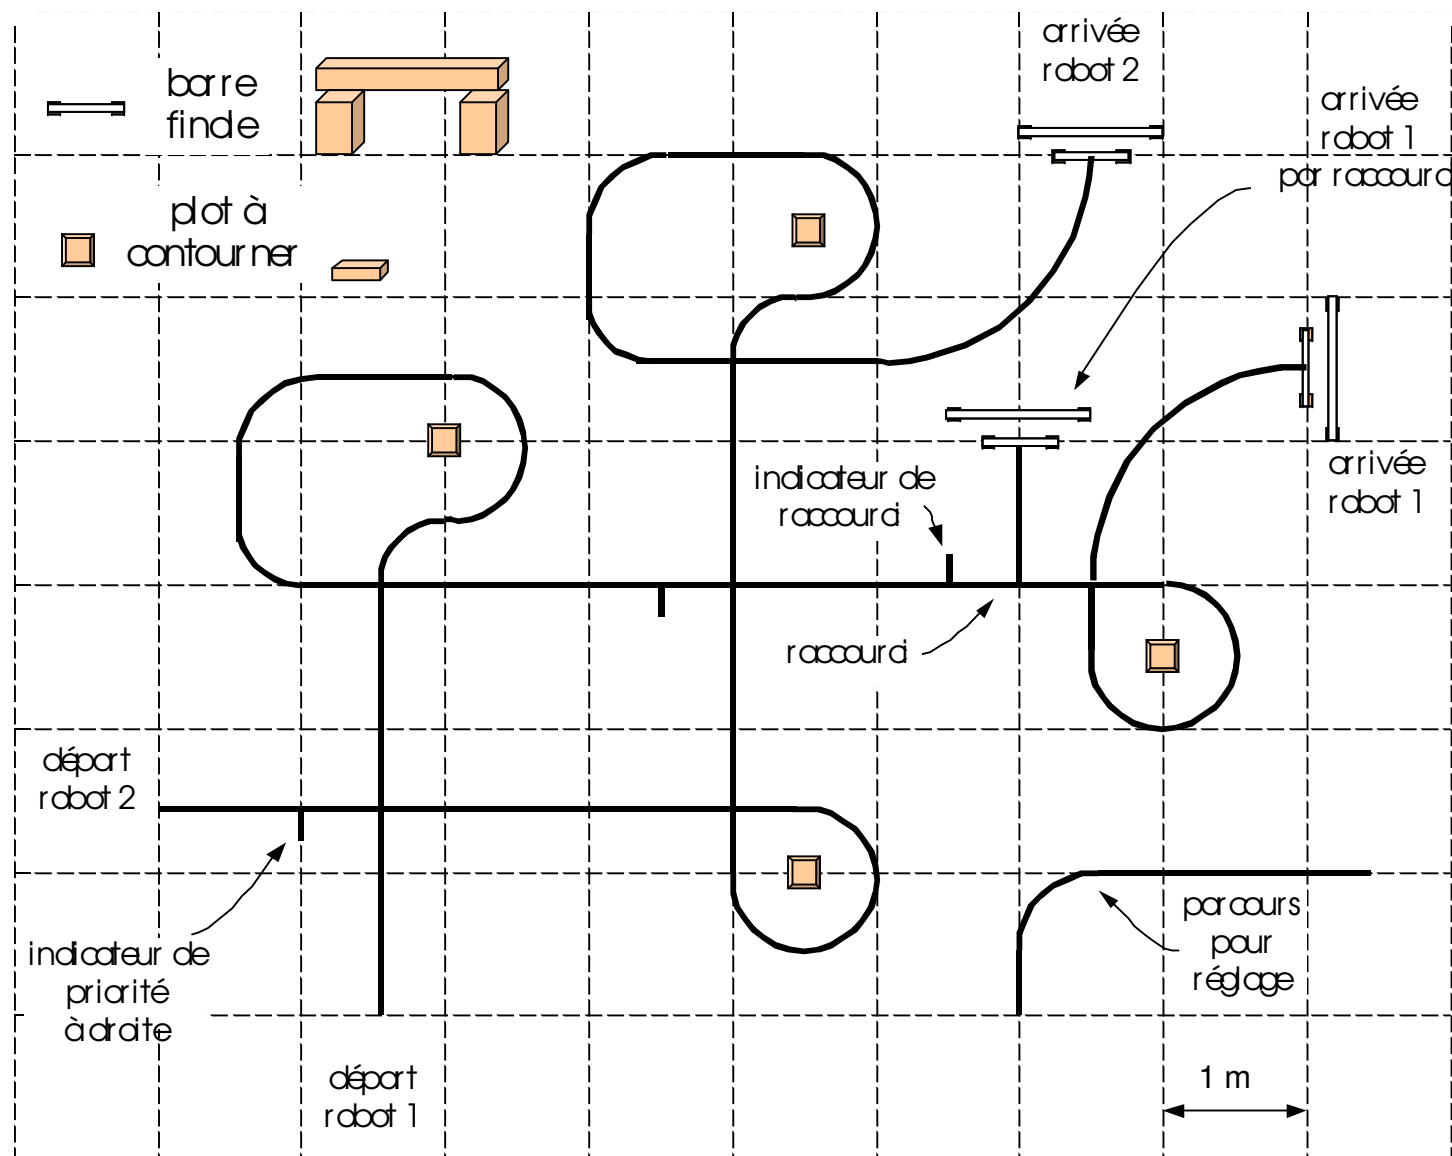 barre
finde
plot à
contourner
arrivée
robot 2
arrivée
robot 1
par raccourci
indicateur de
raccourci
arrivée
robot 1
raccourci
départ
robot 2
indicateur de
priorité
à droite
parcours
pour
réglage
départ
robot 1
1 m